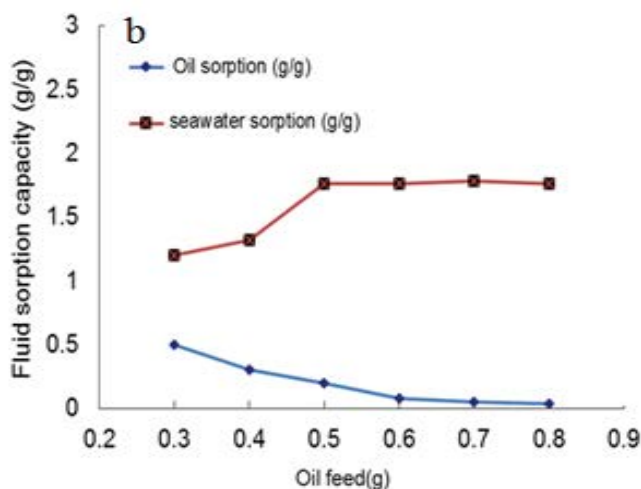 b
Oil sorption (g/g)
seawater sorption (g/g)
Fluid sorption capacity (g/g)
3
2.5
2
1.5
1
0.5
0
0.2 0.3 0.4 0.5 0.6 0.7 0.8 0.9
Oil feed(g)